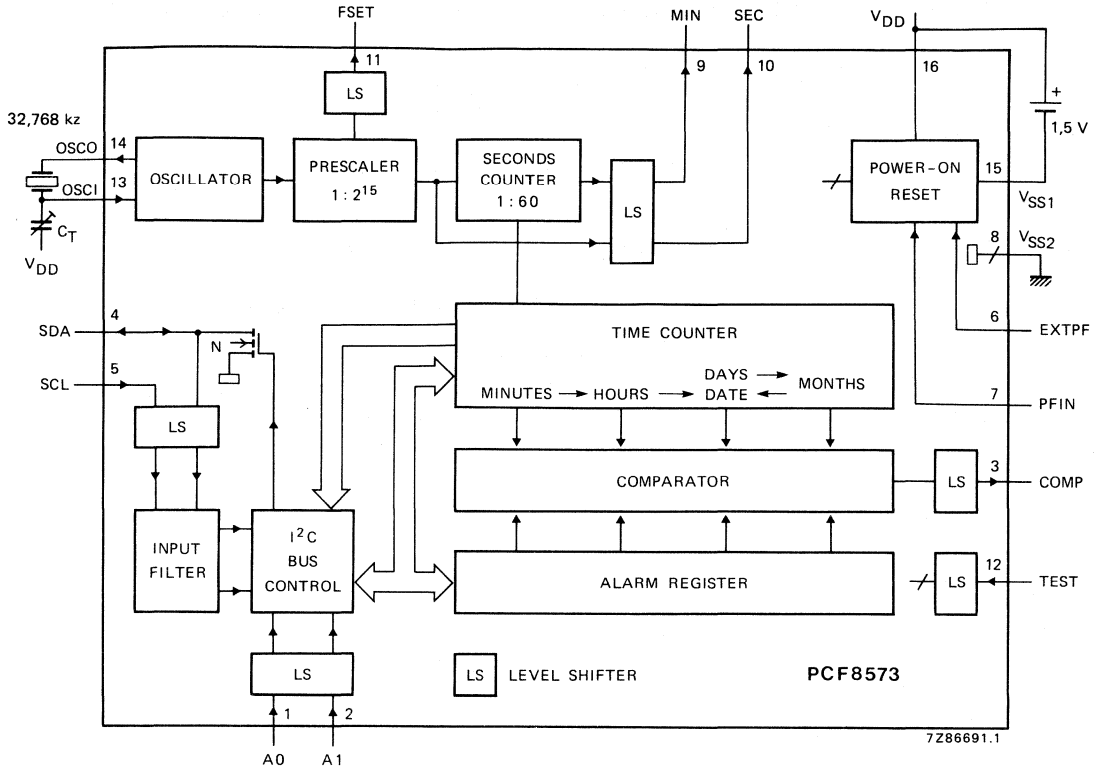 FSET
MIN
SEC
VDD
11
9
10
16
LS
+
1,5 V
32,768 kz
OSCO
14
OSCI
13
CT
VDD
OSCILLATOR
PRESCALER
1 : 2^15
SECONDS
COUNTER
1 : 60
LS
POWER-ON
RESET
15
VSS1
8
VSS2
6
EXTPF
7
PFIN
SDA
4
N
SCL
5
LS
TIME COUNTER
MINUTES
HOURS
DAYS
DATE
MONTHS
COMPARATOR
LS
3
COMP
INPUT
FILTER
I²C
BUS
CONTROL
ALARM REGISTER
LS
12
TEST
LS
LS
LEVEL SHIFTER
PCF8573
1
2
A0
A1
7Z86691.1